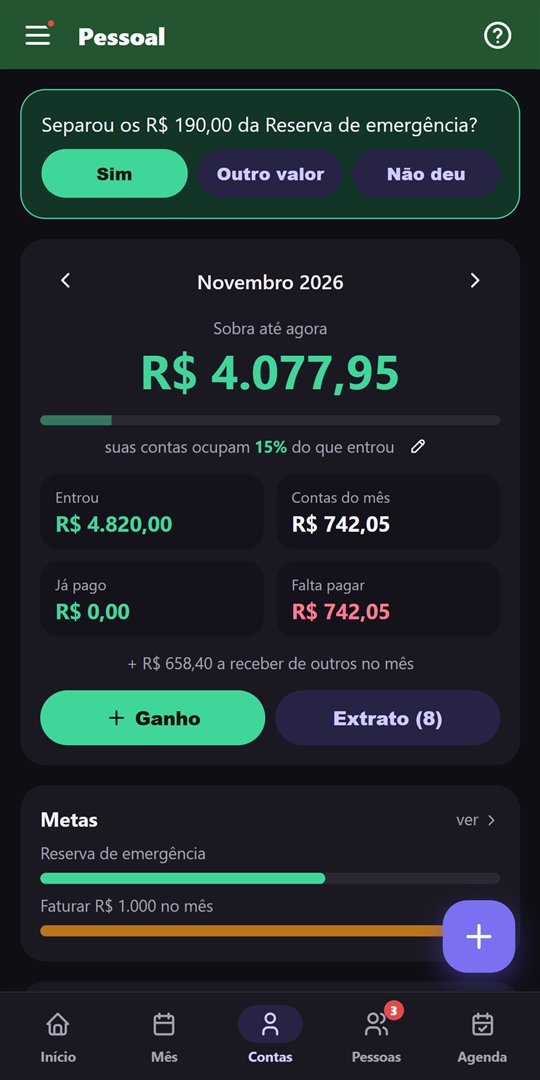 Pessoal
Separou os R$ 190,00 da Reserva de emergência?
Sim
Outro valor
Não deu
Novembro 2026
Sobra até agora
R$ 4.077,95
suas contas ocupam 15% do que entrou
Entrou
R$ 4.820,00
Contas do mês
R$ 742,05
Já pago
R$ 0,00
Falta pagar
R$ 742,05
+ R$ 658,40 a receber de outros no mês
+ Ganho
Extrato (8)
Metas
ver
Reserva de emergência
Faturar R$ 1.000 no mês
3
Início
Mês
Contas
Pessoas
Agenda